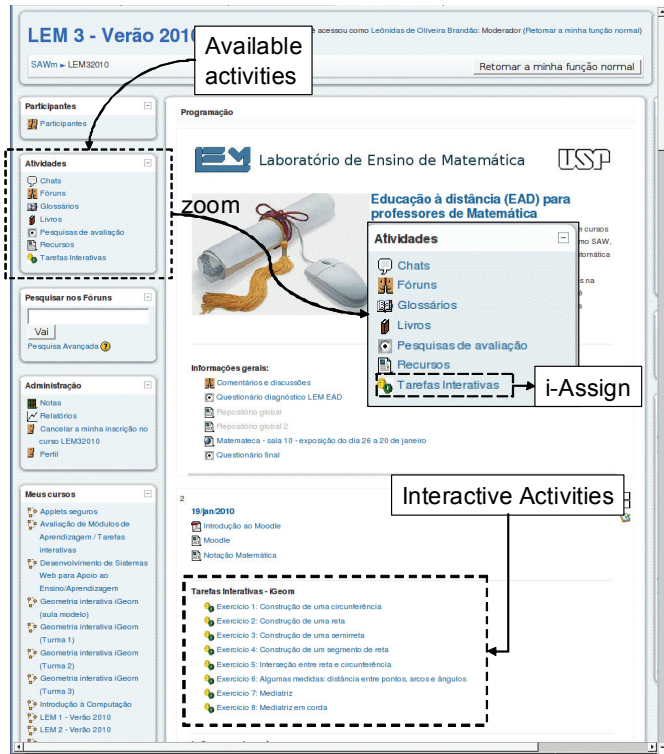 LEM 3 - Verão 2010
acessou como Leônidas de Oliveira Brandão: Moderador (Retornar a minha função normal)
Available
activities
SAWm ► LEM32010
Retornar a minha função normal
Participantes
Participantes
Atividades
Chats
Fóruns
Glossários
Livros
Pesquisas de avaliação
Recursos
Tarefas Interativas
Pesquisar nos Fóruns
Vai
Pesquisa Avançada
Administração
Notas
Relatórios
Cancelar a minha inscrição no
curso LEM32010
Perfil
Meus cursos
Applets seguros
Avaliação de Módulos de
Aprendizagem / Tarefas
interativas
Desenvolvimento de Sistemas
Web para Apoio ao
Ensino/Aprendizagem
Geometria interativa iGeom
(aula modelo)
Geometria interativa iGeom
(Turma 1)
Geometria interativa iGeom
(Turma 2)
Geometria interativa iGeom
(Turma 3)
Introdução à Computação
LEM 1 - Verão 2010
LEM 2 - Verão 2010
Programação
LEM Laboratório de Ensino de Matemática USP
zoom
Educação à distância (EAD) para
professores de Matemática
cursos
mo SAW,
es na
Atividades
Chats
Fóruns
Glossários
Livros
Pesquisas de avaliação
Recursos
Tarefas Interativas
i-Assign
Informações gerais:
Comentários e discussões
Questionário diagnóstico LEM EAD
Repositório global
Repositório global 2
Matemateca - sala 10 - exposição do dia 26 a 20 de janeiro
Questionário final
Interactive Activities
2
19/jan/2010
Introdução ao Moodle
Moodle
Notação Matemática
Tarefas Interativas - iGeom
Exercício 1: Construção de uma circunferência
Exercício 2: Construção de uma reta
Exercício 3: Construção de uma semirreta
Exercício 4: Construção de um segmento de reta
Exercício 5: Interseção entre reta e circunferência
Exercício 6: Algumas medidas: distância entre pontos, arcos e ângulos
Exercício 7: Mediatriz
Exercício 8: Mediatriz em corda